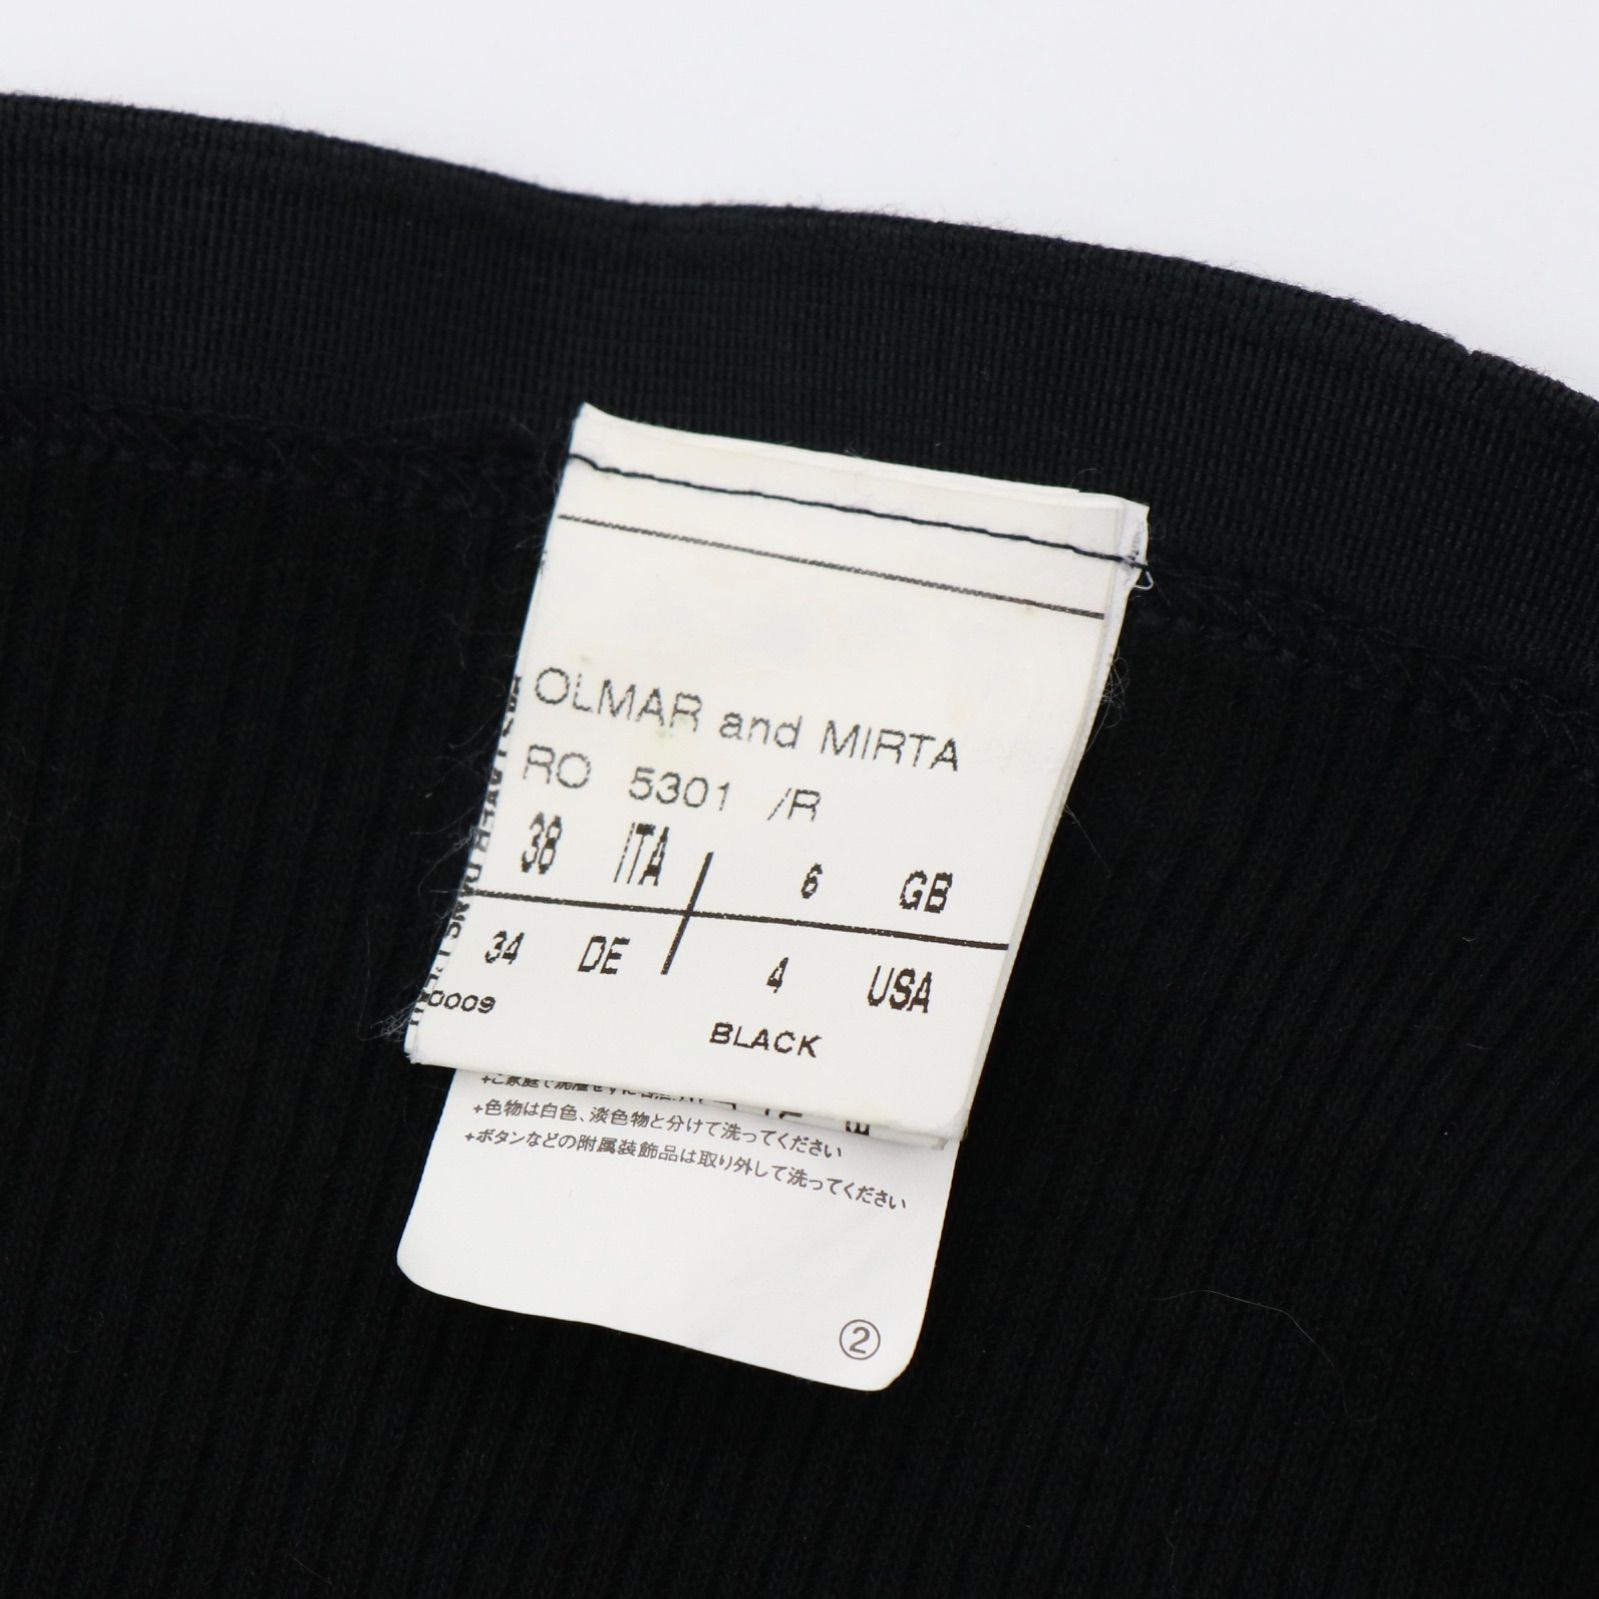 OLMAR and MIRTA
RO 5301 /R
38 ITA 6 GB
34 DE 4 USA
0009
BLACK
+色物は白色、淡色物と分けて洗ってください
+ボタンなどの附属装飾品は取り外して洗ってください
②